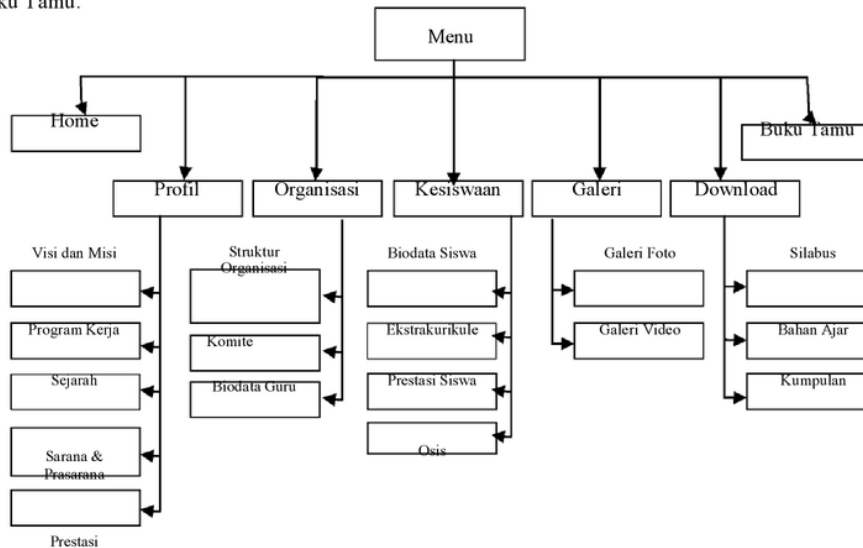 ku Tamu.
Menu
Home
Buku Tamu
Profil
Organisasi
Kesiswaan
Galeri
Download
Visi dan Misi
Program Kerja
Sejarah
Sarana &
Prasarana
Prestasi
Struktur
Organisasi
Komite
Biodata Guru
Biodata Siswa
Ekstrakurikule
Prestasi Siswa
Osis
Galeri Foto
Galeri Video
Silabus
Bahan Ajar
Kumpulan